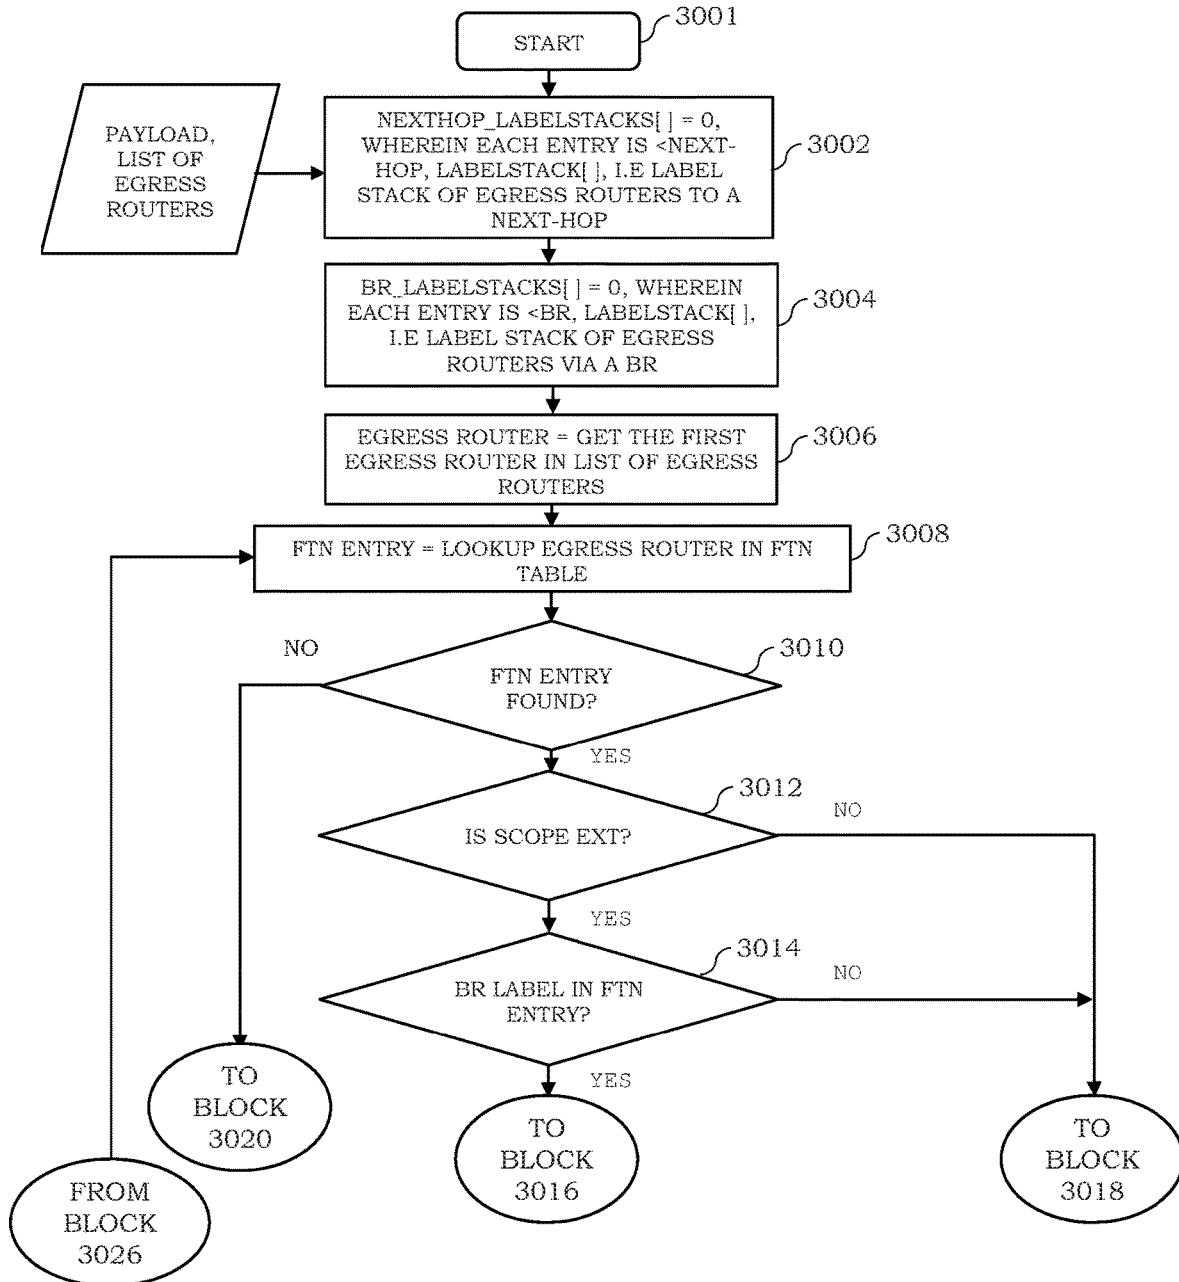 START
3001
PAYLOAD,
LIST OF
EGRESS
ROUTERS
NEXTHOP_LABELSTACKS[ ] = 0,
WHEREIN EACH ENTRY IS <NEXT-
HOP, LABELSTACK[ ], I.E LABEL
STACK OF EGRESS ROUTERS TO A
NEXT-HOP
3002
BR_LABELSTACKS[ ] = 0, WHEREIN
EACH ENTRY IS <BR, LABELSTACK[ ],
I.E LABEL STACK OF EGRESS
ROUTERS VIA A BR
3004
EGRESS ROUTER = GET THE FIRST
EGRESS ROUTER IN LIST OF EGRESS
ROUTERS
3006
FTN ENTRY = LOOKUP EGRESS ROUTER IN FTN
TABLE
3008
NO
FTN ENTRY
FOUND?
3010
YES
IS SCOPE EXT?
3012
NO
YES
BR LABEL IN FTN
ENTRY?
3014
NO
YES
TO
BLOCK
3020
TO
BLOCK
3016
TO
BLOCK
3018
FROM
BLOCK
3026